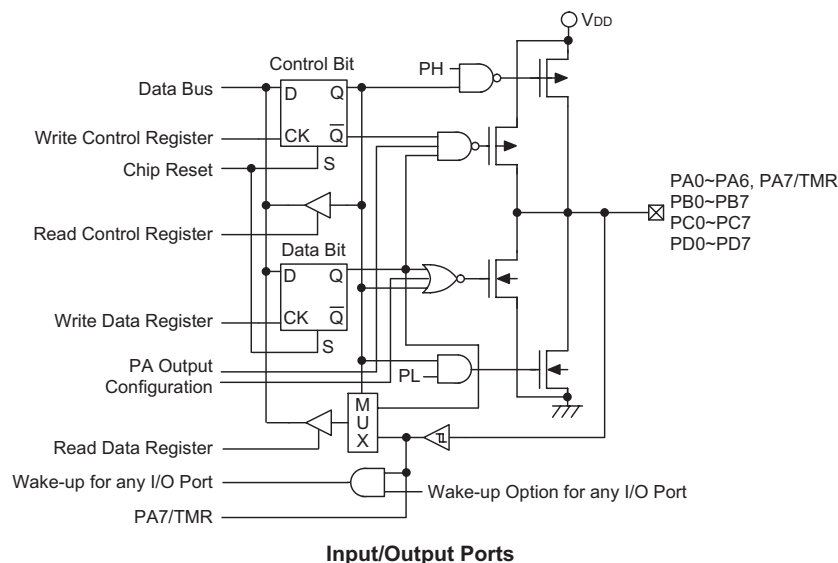 VDD
Control Bit
PH
Data Bus
D Q
Write Control Register
CK Q
Chip Reset
S
PA0~PA6, PA7/TMR
PB0~PB7
PC0~PC7
PD0~PD7
Read Control Register
Data Bit
D Q
Write Data Register
CK Q
S
PA Output
Configuration
PL
M
U
X
Read Data Register
Wake-up for any I/O Port
Wake-up Option for any I/O Port
PA7/TMR
Input/Output Ports